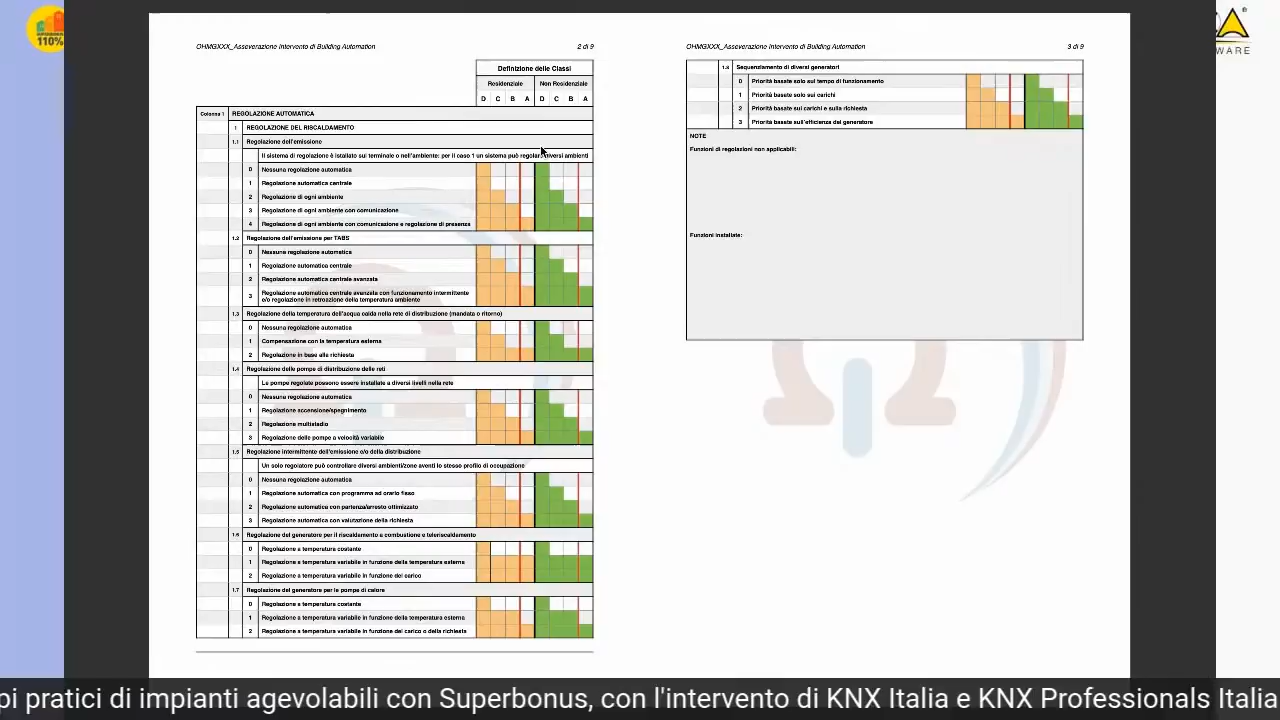 110%
OHMGIXXX_Asseverazione Intervento di Building Automation 2 di 9
Definizione delle Classi
Residenziale Non Residenziale
D C B A D C B A
Colonna 1 REGOLAZIONE AUTOMATICA
1 REGOLAZIONE DEL RISCALDAMENTO
1.1 Regolazione dell'emissione
Il sistema di regolazione è istallato sul terminale o nell'ambiente; per il caso 1 un sistema può regolare diversi ambienti
0 Nessuna regolazione automatica
1 Regolazione automatica centrale
2 Regolazione di ogni ambiente
3 Regolazione di ogni ambiente con comunicazione
4 Regolazione di ogni ambiente con comunicazione e regolazione di presenza
1.2 Regolazione dell'emissione per TABS
0 Nessuna regolazione automatica
1 Regolazione automatica centrale
2 Regolazione automatica centrale avanzata
3 Regolazione automatica centrale avanzata con funzionamento intermittente
e/o regolazione in retroazione della temperatura ambiente
1.3 Regolazione della temperatura dell'acqua calda nella rete di distribuzione (mandata o ritorno)
0 Nessuna regolazione automatica
1 Compensazione con la temperatura esterna
2 Regolazione in base alla richiesta
1.4 Regolazione delle pompe di distribuzione delle reti
Le pompe regolate possono essere installate a diversi livelli nella rete
0 Nessuna regolazione automatica
1 Regolazione accensione/spegnimento
2 Regolazione multistadio
3 Regolazione delle pompe a velocità variabile
1.5 Regolazione intermittente dell'emissione e/o della distribuzione
Un solo regolatore può controllare diversi ambienti/zone aventi lo stesso profilo di occupazione
0 Nessuna regolazione automatica
1 Regolazione automatica con programma ad orario fisso
2 Regolazione automatica con partenza/arresto ottimizzato
3 Regolazione automatica con valutazione della richiesta
1.6 Regolazione del generatore per il riscaldamento a combustione e teleriscaldamento
0 Regolazione a temperatura costante
1 Regolazione a temperatura variabile in funzione della temperatura esterna
2 Regolazione a temperatura variabile in funzione del carico
1.7 Regolazione del generatore per le pompe di calore
0 Regolazione a temperatura costante
1 Regolazione a temperatura variabile in funzione della temperatura esterna
2 Regolazione a temperatura variabile in funzione del carico o della richiesta
OHMGIXXX_Asseverazione Intervento di Building Automation 3 di 9
1.8 Sequenziamento di diversi generatori
0 Priorità basate solo sul tempo di funzionamento
1 Priorità basate solo sui carichi
2 Priorità basate sui carichi e sulla richiesta
3 Priorità basate sull'efficienza del generatore
NOTE
Funzioni di regolazioni non applicabili:
Funzioni installate:
WARE
pi pratici di impianti agevolabili con Superbonus, con l'intervento di KNX Italia e KNX Professionals Italia